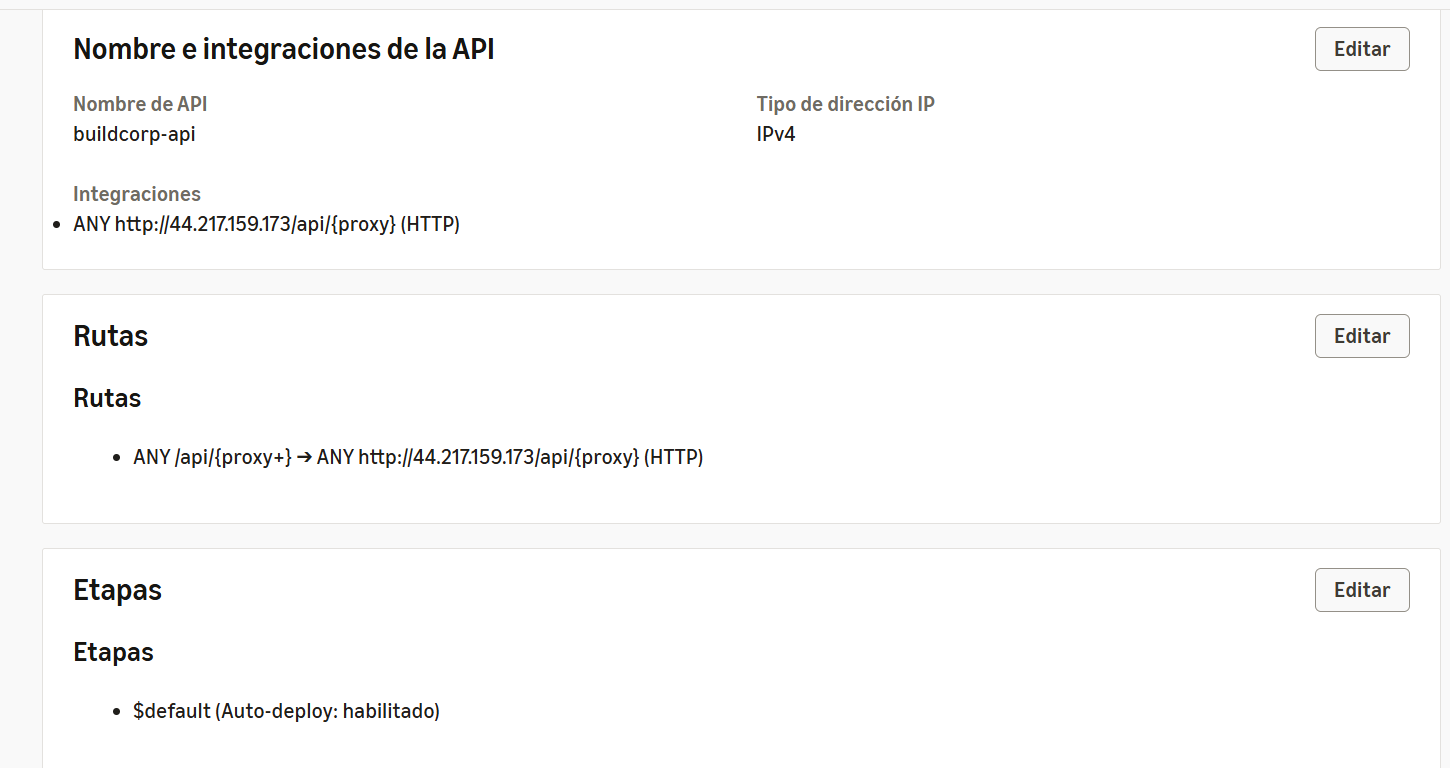 Nombre e integraciones de la API
Editar
Nombre de API
buildcorp-api
Tipo de dirección IP
IPv4
Integraciones
• ANY http://44.217.159.173/api/{proxy} (HTTP)
Rutas
Editar
Rutas
• ANY /api/{proxy+} → ANY http://44.217.159.173/api/{proxy} (HTTP)
Etapas
Editar
Etapas
• $default (Auto-deploy: habilitado)